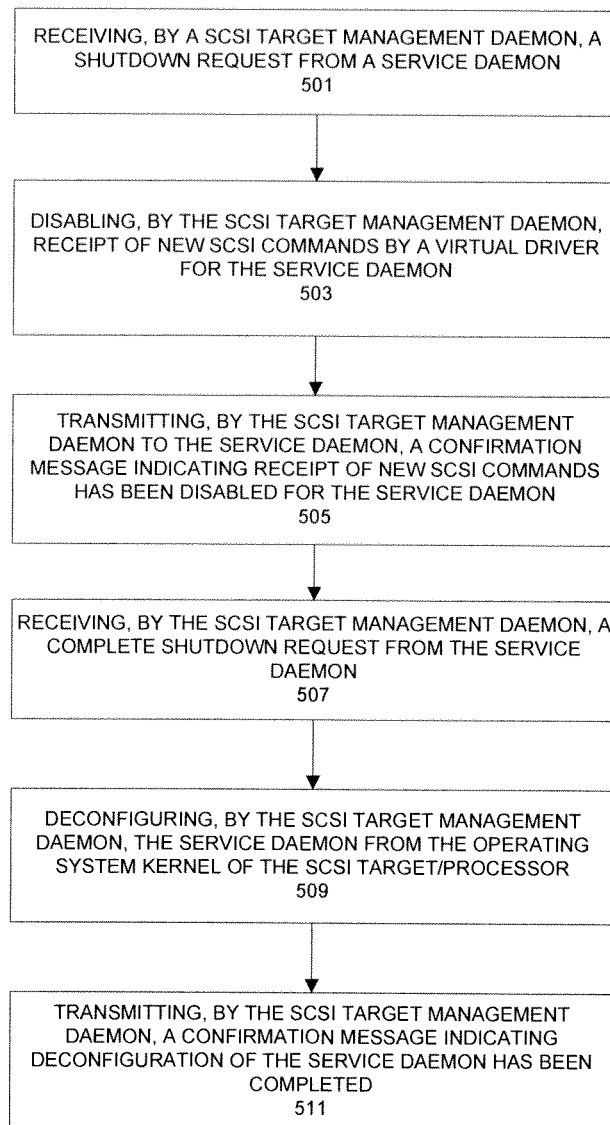 RECEIVING, BY A SCSI TARGET MANAGEMENT DAEMON, A
SHUTDOWN REQUEST FROM A SERVICE DAEMON
501
DISABLING, BY THE SCSI TARGET MANAGEMENT DAEMON,
RECEIPT OF NEW SCSI COMMANDS BY A VIRTUAL DRIVER
FOR THE SERVICE DAEMON
503
TRANSMITTING, BY THE SCSI TARGET MANAGEMENT
DAEMON TO THE SERVICE DAEMON, A CONFIRMATION
MESSAGE INDICATING RECEIPT OF NEW SCSI COMMANDS
HAS BEEN DISABLED FOR THE SERVICE DAEMON
505
RECEIVING, BY THE SCSI TARGET MANAGEMENT DAEMON, A
COMPLETE SHUTDOWN REQUEST FROM THE SERVICE
DAEMON
507
DECONFIGURING, BY THE SCSI TARGET MANAGEMENT
DAEMON, THE SERVICE DAEMON FROM THE OPERATING
SYSTEM KERNEL OF THE SCSI TARGET/PROCESSOR
509
TRANSMITTING, BY THE SCSI TARGET MANAGEMENT
DAEMON, A CONFIRMATION MESSAGE INDICATING
DECONFIGURATION OF THE SERVICE DAEMON HAS BEEN
COMPLETED
511